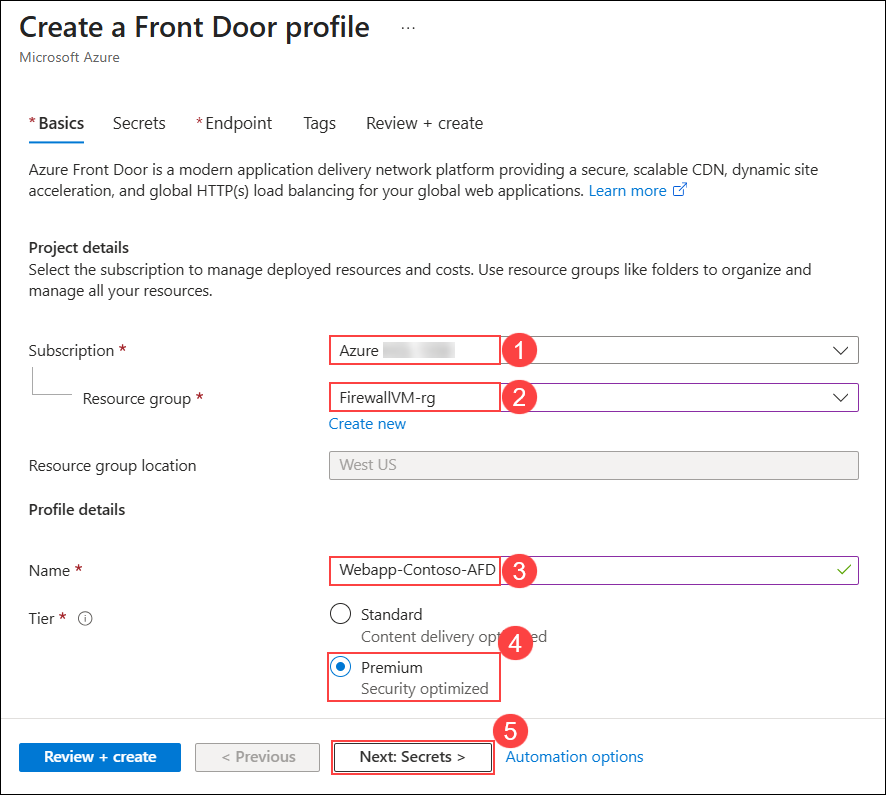 Create a Front Door profile ...
Microsoft Azure
* Basics Secrets * Endpoint Tags Review + create
Azure Front Door is a modern application delivery network platform providing a secure, scalable CDN, dynamic site
acceleration, and global HTTP(s) load balancing for your global web applications. Learn more
Project details
Select the subscription to manage deployed resources and costs. Use resource groups like folders to organize and
manage all your resources.
Subscription * Azure 1
Resource group * FirewallVM-rg 2
Create new
Resource group location West US
Profile details
Name * Webapp-Contoso-AFD 3
Tier * Standard
Content delivery
4
Premium
Security optimized
5
Review + create < Previous Next: Secrets > Automation options